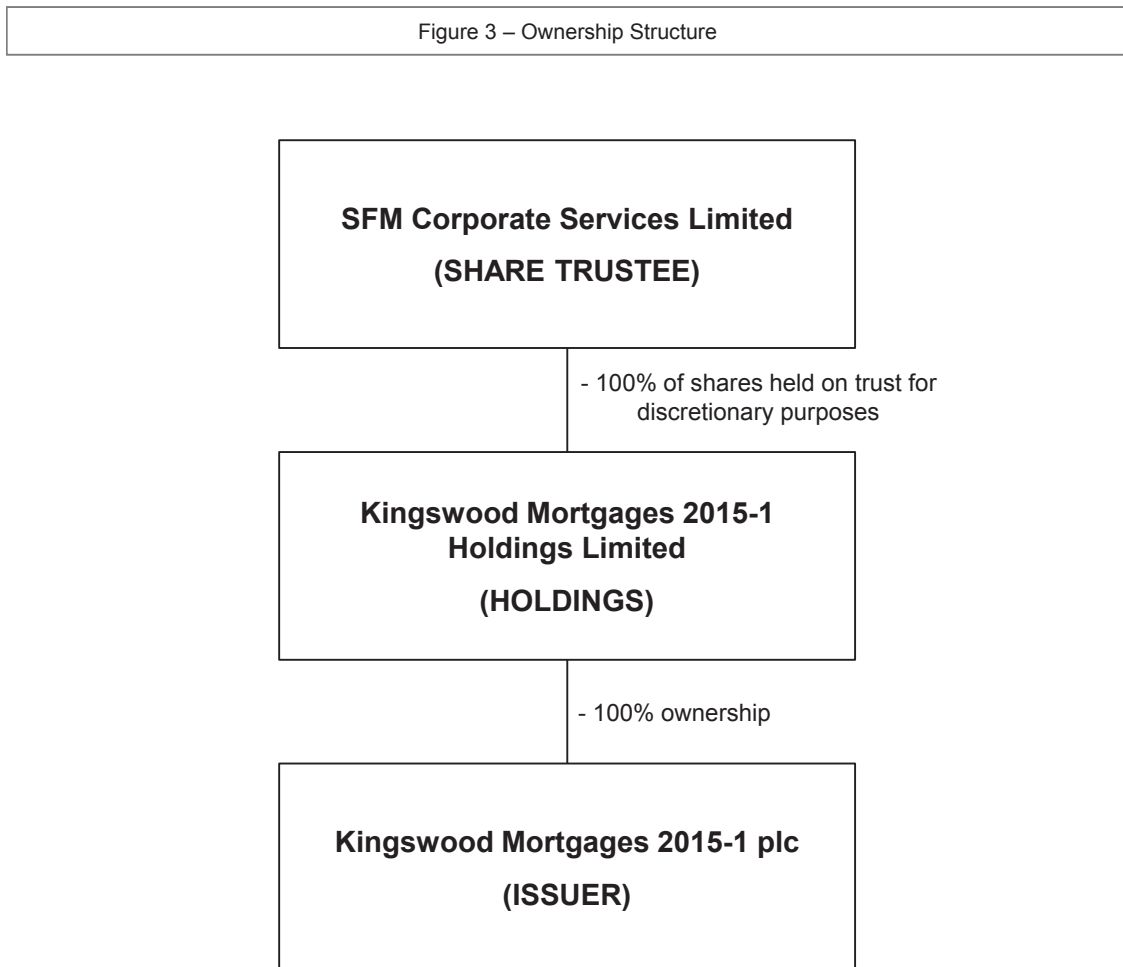 Figure 3 – Ownership Structure
SFM Corporate Services Limited
(SHARE TRUSTEE)
- 100% of shares held on trust for
discretionary purposes
Kingswood Mortgages 2015-1
Holdings Limited
(HOLDINGS)
- 100% ownership
Kingswood Mortgages 2015-1 plc
(ISSUER)